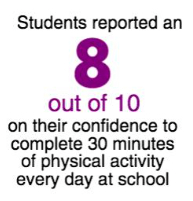 Students reported an
8
out of 10
on their confidence to
complete 30 minutes
of physical activity
every day at school